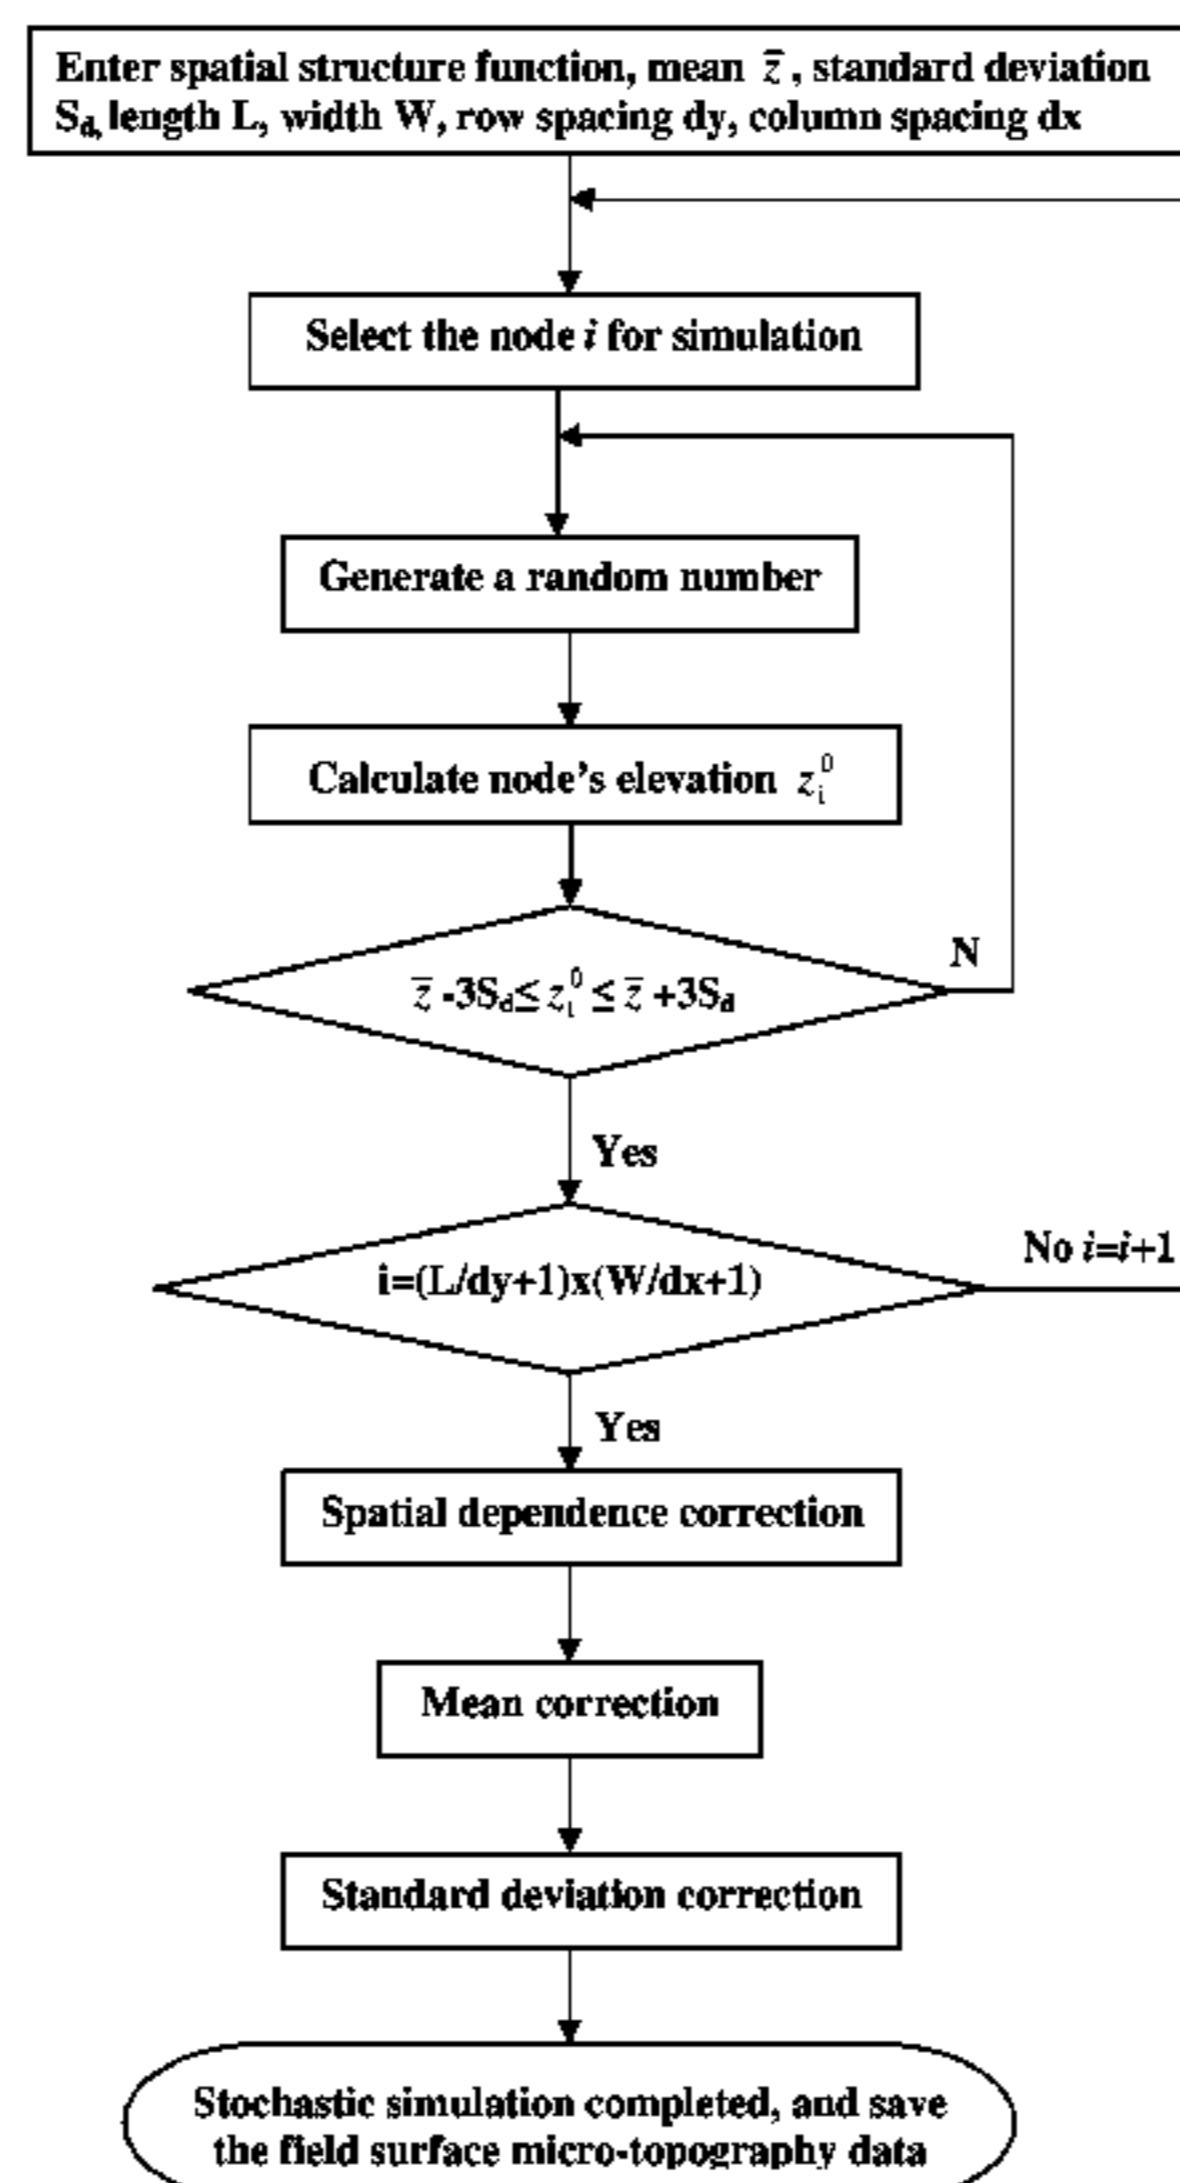 Enter spatial structure function, mean z̄, standard deviation
Sd, length L, width W, row spacing dy, column spacing dx
Select the node i for simulation
Generate a random number
Calculate node's elevation z_i^0
N
z̄ -3Sd≤ z_i^0 ≤ z̄ +3Sd
Yes
No i=i+1
i=(L/dy+1)x(W/dx+1)
Yes
Spatial dependence correction
Mean correction
Standard deviation correction
Stochastic simulation completed, and save
the field surface micro-topography data